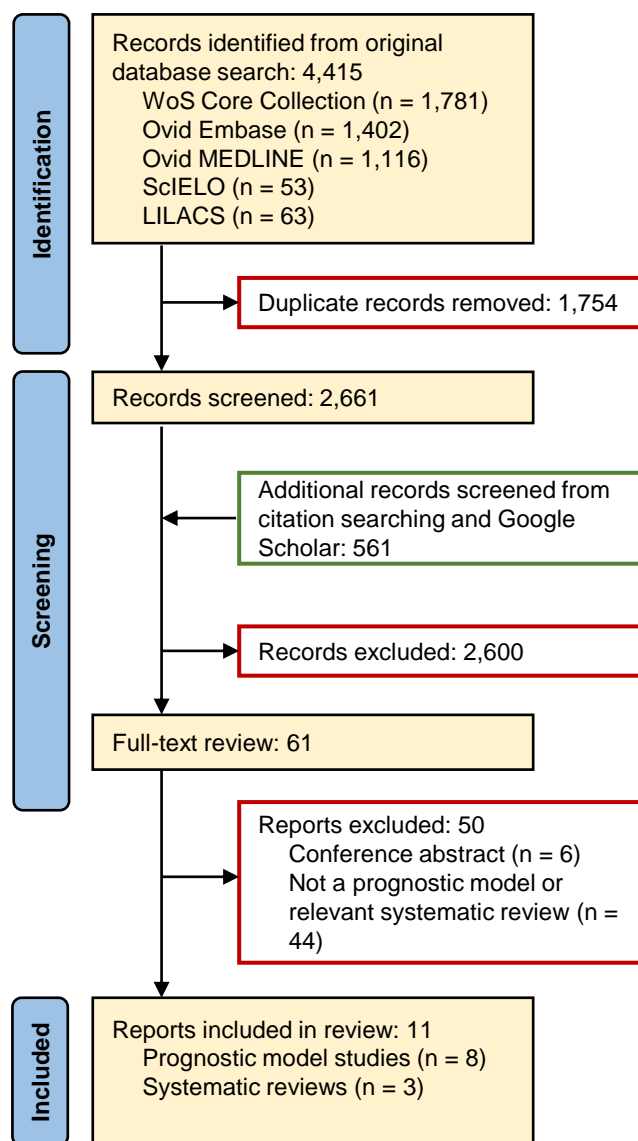 Identification
Records identified from original
database search: 4,415
WoS Core Collection (n = 1,781)
Ovid Embase (n = 1,402)
Ovid MEDLINE (n = 1,116)
ScIELO (n = 53)
LILACS (n = 63)
Duplicate records removed: 1,754
Screening
Records screened: 2,661
Additional records screened from
citation searching and Google
Scholar: 561
Records excluded: 2,600
Full-text review: 61
Reports excluded: 50
Conference abstract (n = 6)
Not a prognostic model or
relevant systematic review (n =
44)
Included
Reports included in review: 11
Prognostic model studies (n = 8)
Systematic reviews (n = 3)